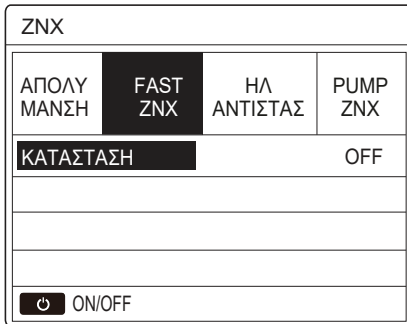 ZNX
ΑΠΟΛΥ FAST ΗΛ PUMP
ΜΑΝΣΗ ZNX ΑΝΤΙΣΤΑΣ ZNX
ΚΑΤΑΣΤΑΣΗ OFF
ON/OFF